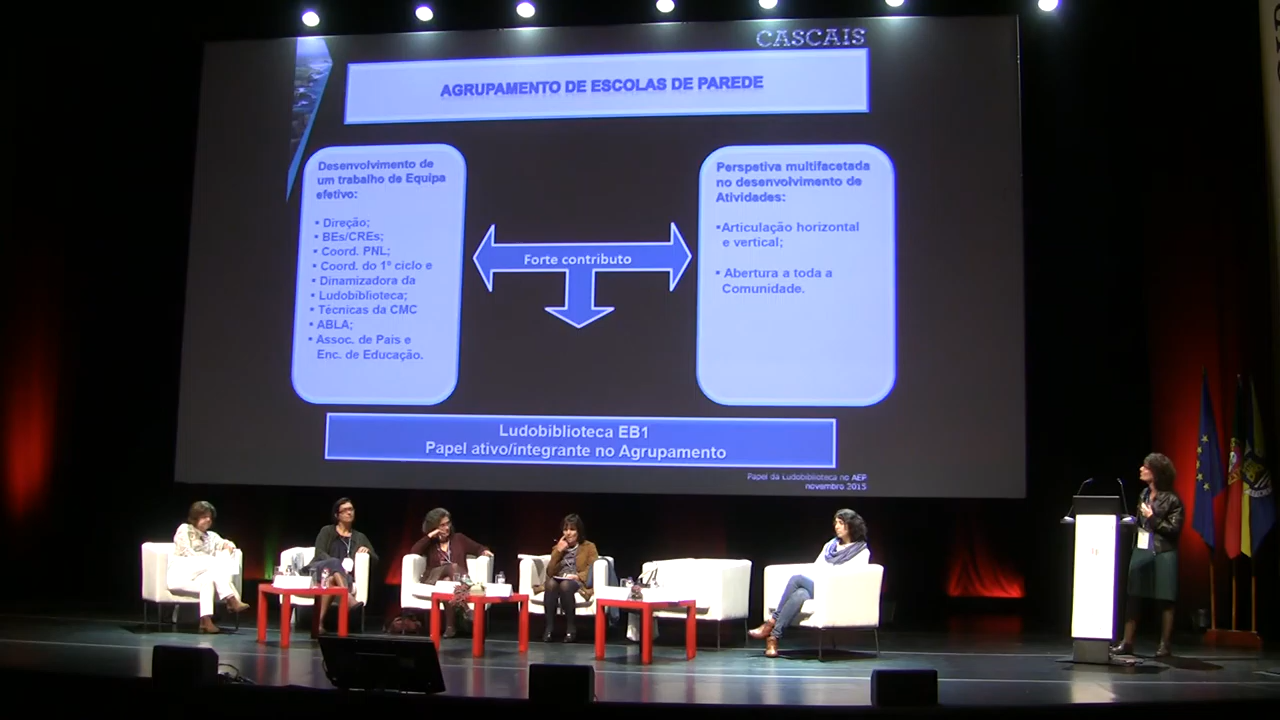 CASCAIS
AGRUPAMENTO DE ESCOLAS DE PAREDE
Desenvolvimento de
um trabalho de Equipa
efetivo:
▪ Direção;
▪ BEs/CREs;
▪ Coord. PNL;
▪ Coord. do 1º ciclo e
▪ Dinamizadora da
▪ Ludobiblioteca;
▪ Técnicas da CMC
▪ ABLA;
▪ Assoc. de Pais e
Enc. de Educação.
Forte contributo
Perspetiva multifacetada
no desenvolvimento de
Atividades:
▪Articulação horizontal
e vertical;
▪ Abertura a toda a
Comunidade.
Ludobiblioteca EB1
Papel ativo/integrante no Agrupamento
Papel da Ludobiblioteca no AEP
novembro 2015